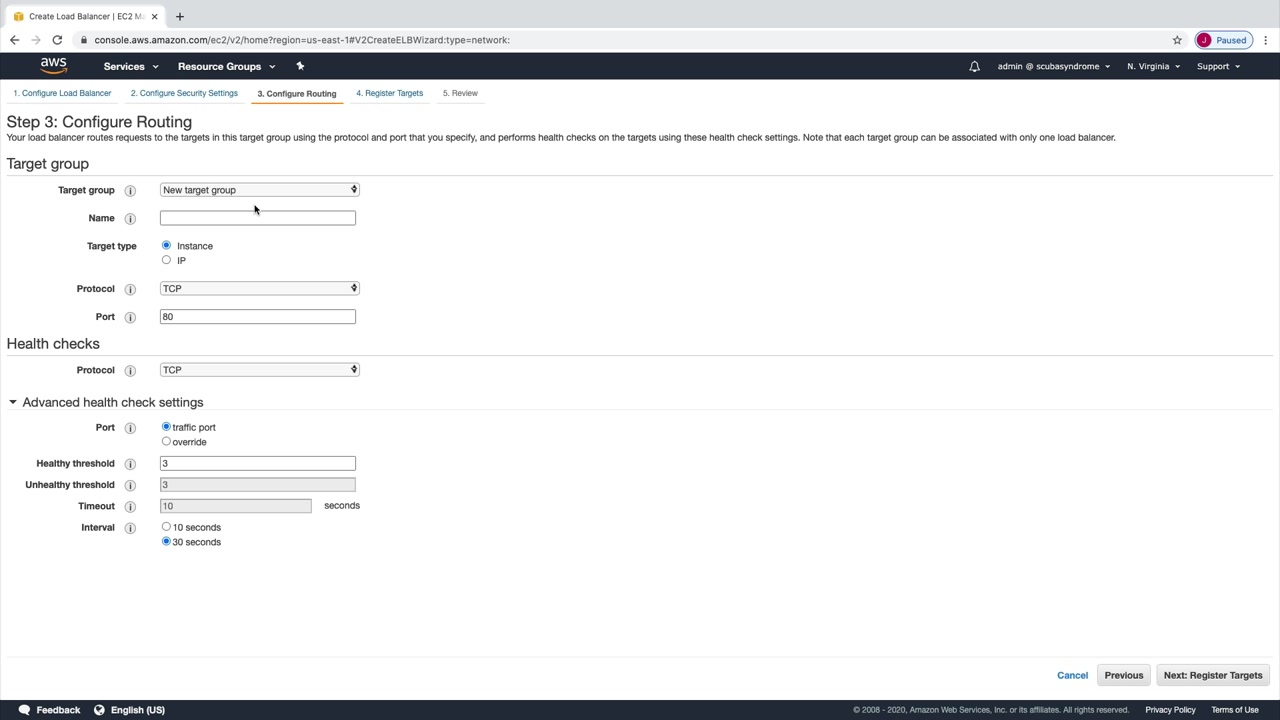 Create Load Balancer | EC2 M
console.aws.amazon.com/ec2/v2/home?region=us-east-1#V2CreateELBWizard:type=network:
J Paused
aws Services Resource Groups admin @ scubasyndrome N. Virginia Support
1. Configure Load Balancer 2. Configure Security Settings 3. Configure Routing 4. Register Targets 5. Review
Step 3: Configure Routing
Your load balancer routes requests to the targets in this target group using the protocol and port that you specify, and performs health checks on the targets using these health check settings. Note that each target group can be associated with only one load balancer.
Target group
Target group i New target group
Name i
Target type i Instance
IP
Protocol i TCP
Port i 80
Health checks
Protocol i TCP
Advanced health check settings
Port i traffic port
override
Healthy threshold i 3
Unhealthy threshold i 3
Timeout i 10 seconds
Interval i 10 seconds
30 seconds
Cancel Previous Next: Register Targets
Feedback English (US) © 2008 - 2020, Amazon Web Services, Inc. or its affiliates. All rights reserved. Privacy Policy Terms of Use